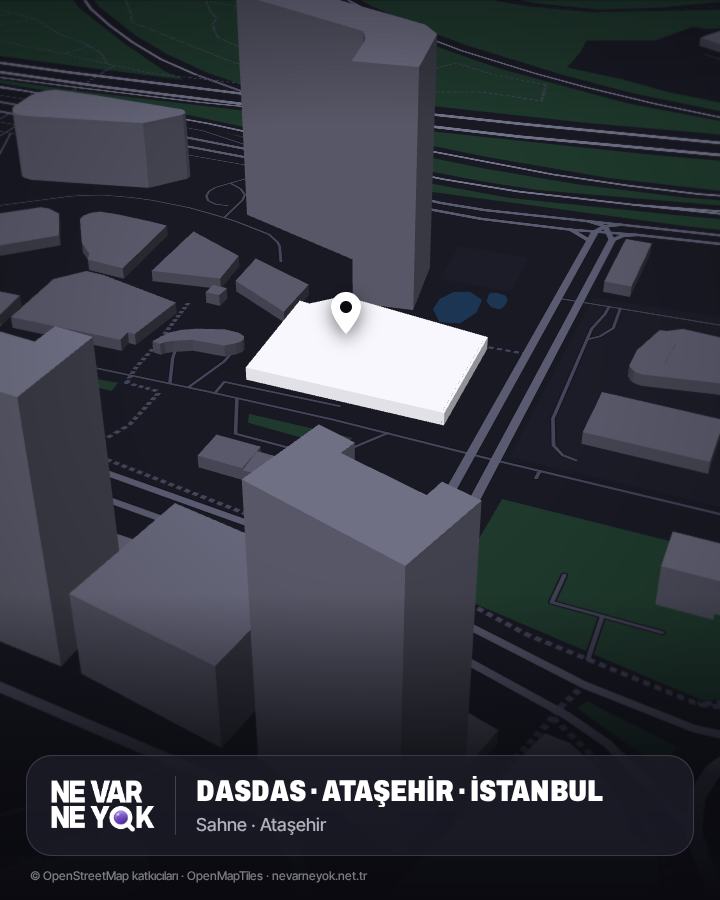 NE VAR
NE YOK
DASDAS · ATAŞEHİR · İSTANBUL
Sahne · Ataşehir
© OpenStreetMap katkıcıları · OpenMapTiles · nevarneyok.net.tr